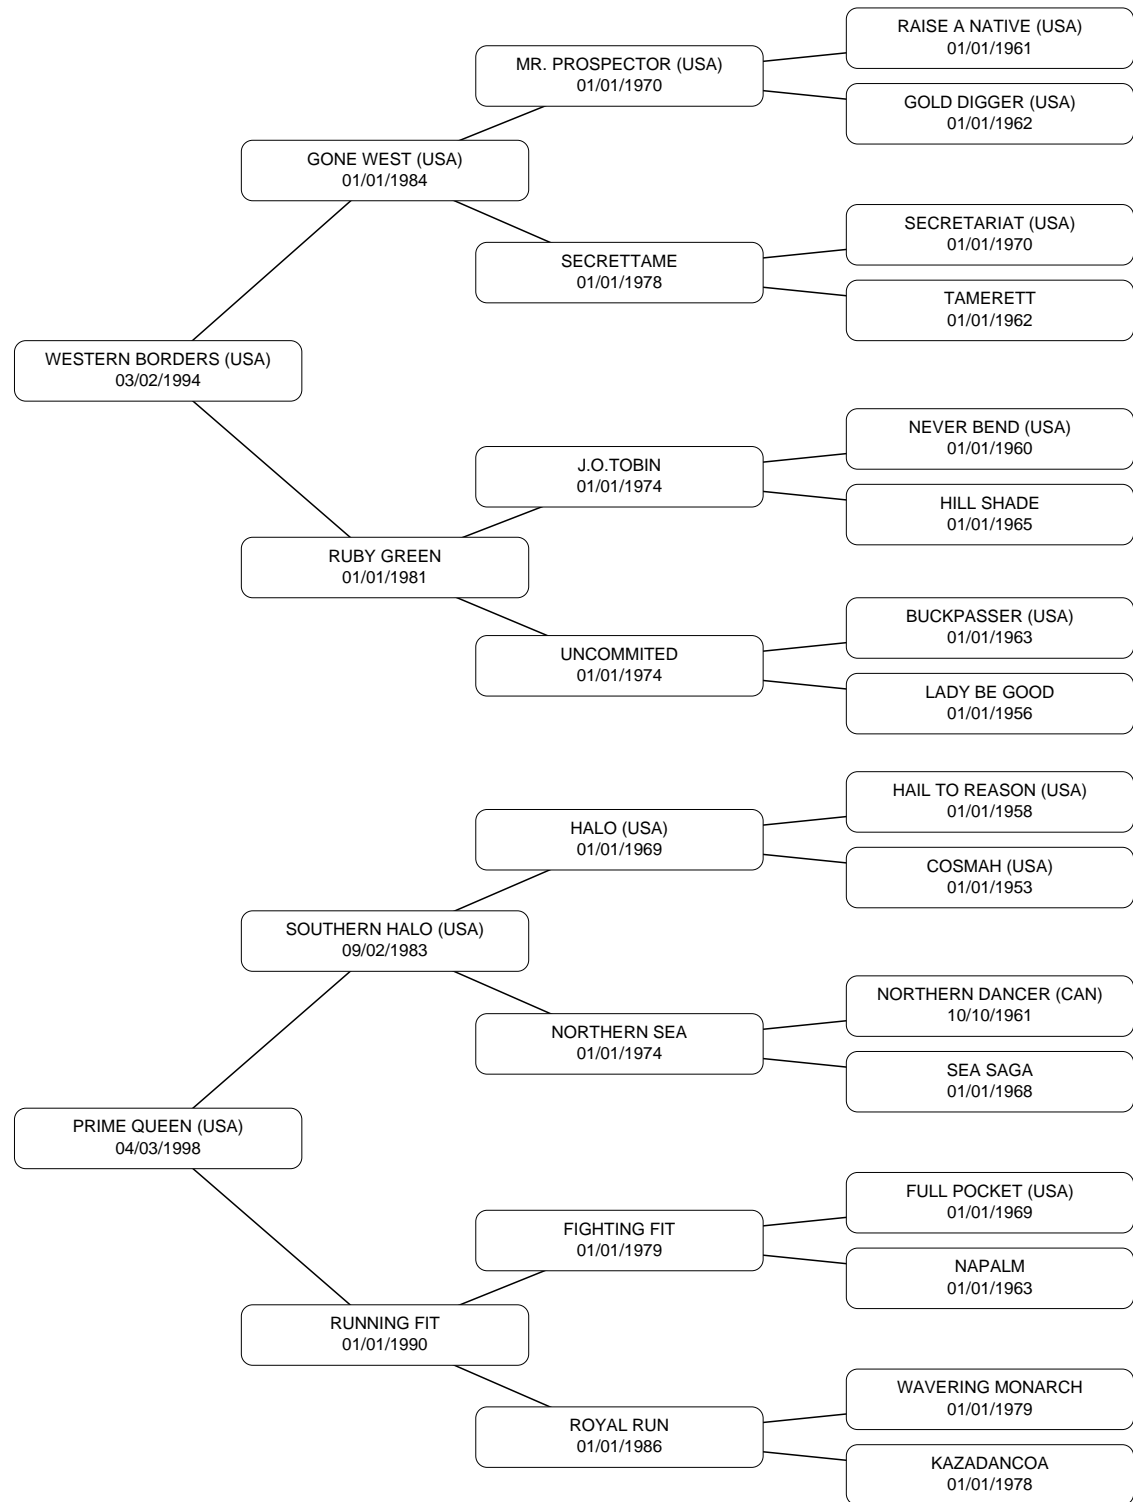 RAISE A NATIVE (USA)
01/01/1961
MR. PROSPECTOR (USA)
01/01/1970
GOLD DIGGER (USA)
01/01/1962
GONE WEST (USA)
01/01/1984
SECRETARIAT (USA)
01/01/1970
SECRETTAME
01/01/1978
TAMERETT
01/01/1962
WESTERN BORDERS (USA)
03/02/1994
NEVER BEND (USA)
01/01/1960
J.O.TOBIN
01/01/1974
HILL SHADE
01/01/1965
RUBY GREEN
01/01/1981
BUCKPASSER (USA)
01/01/1963
UNCOMMITED
01/01/1974
LADY BE GOOD
01/01/1956
HAIL TO REASON (USA)
01/01/1958
HALO (USA)
01/01/1969
COSMAH (USA)
01/01/1953
SOUTHERN HALO (USA)
09/02/1983
NORTHERN DANCER (CAN)
10/10/1961
NORTHERN SEA
01/01/1974
SEA SAGA
01/01/1968
PRIME QUEEN (USA)
04/03/1998
FULL POCKET (USA)
01/01/1969
FIGHTING FIT
01/01/1979
NAPALM
01/01/1963
RUNNING FIT
01/01/1990
WAVERING MONARCH
01/01/1979
ROYAL RUN
01/01/1986
KAZADANCOA
01/01/1978